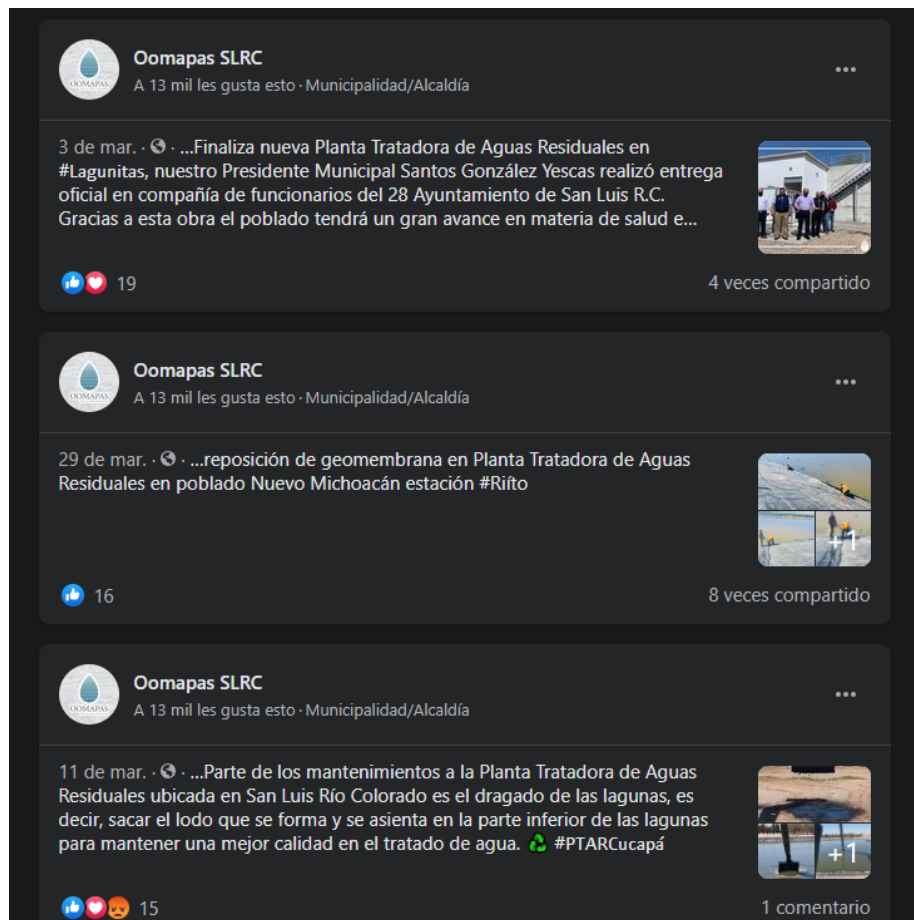 Oomapas SLRC
A 13 mil les gusta esto · Municipalidad/Alcaldía
3 de mar. · ...Finaliza nueva Planta Tratadora de Aguas Residuales en
#Lagunitas, nuestro Presidente Municipal Santos González Yescas realizó entrega
oficial en compañía de funcionarios del 28 Ayuntamiento de San Luis R.C.
Gracias a esta obra el poblado tendrá un gran avance en materia de salud e...
19
4 veces compartido
OOMAPAS
Oomapas SLRC
A 13 mil les gusta esto · Municipalidad/Alcaldía
29 de mar. · ...reposición de geomembrana en Planta Tratadora de Aguas
Residuales en poblado Nuevo Michoacán estación #Riíto
+1
16
8 veces compartido
OOMAPAS
Oomapas SLRC
A 13 mil les gusta esto · Municipalidad/Alcaldía
11 de mar. · ...Parte de los mantenimientos a la Planta Tratadora de Aguas
Residuales ubicada en San Luis Río Colorado es el dragado de las lagunas, es
decir, sacar el lodo que se forma y se asienta en la parte inferior de las lagunas
para mantener una mejor calidad en el tratado de agua. ♻ #PTARCucapá
+1
15
1 comentario
OOMAPAS